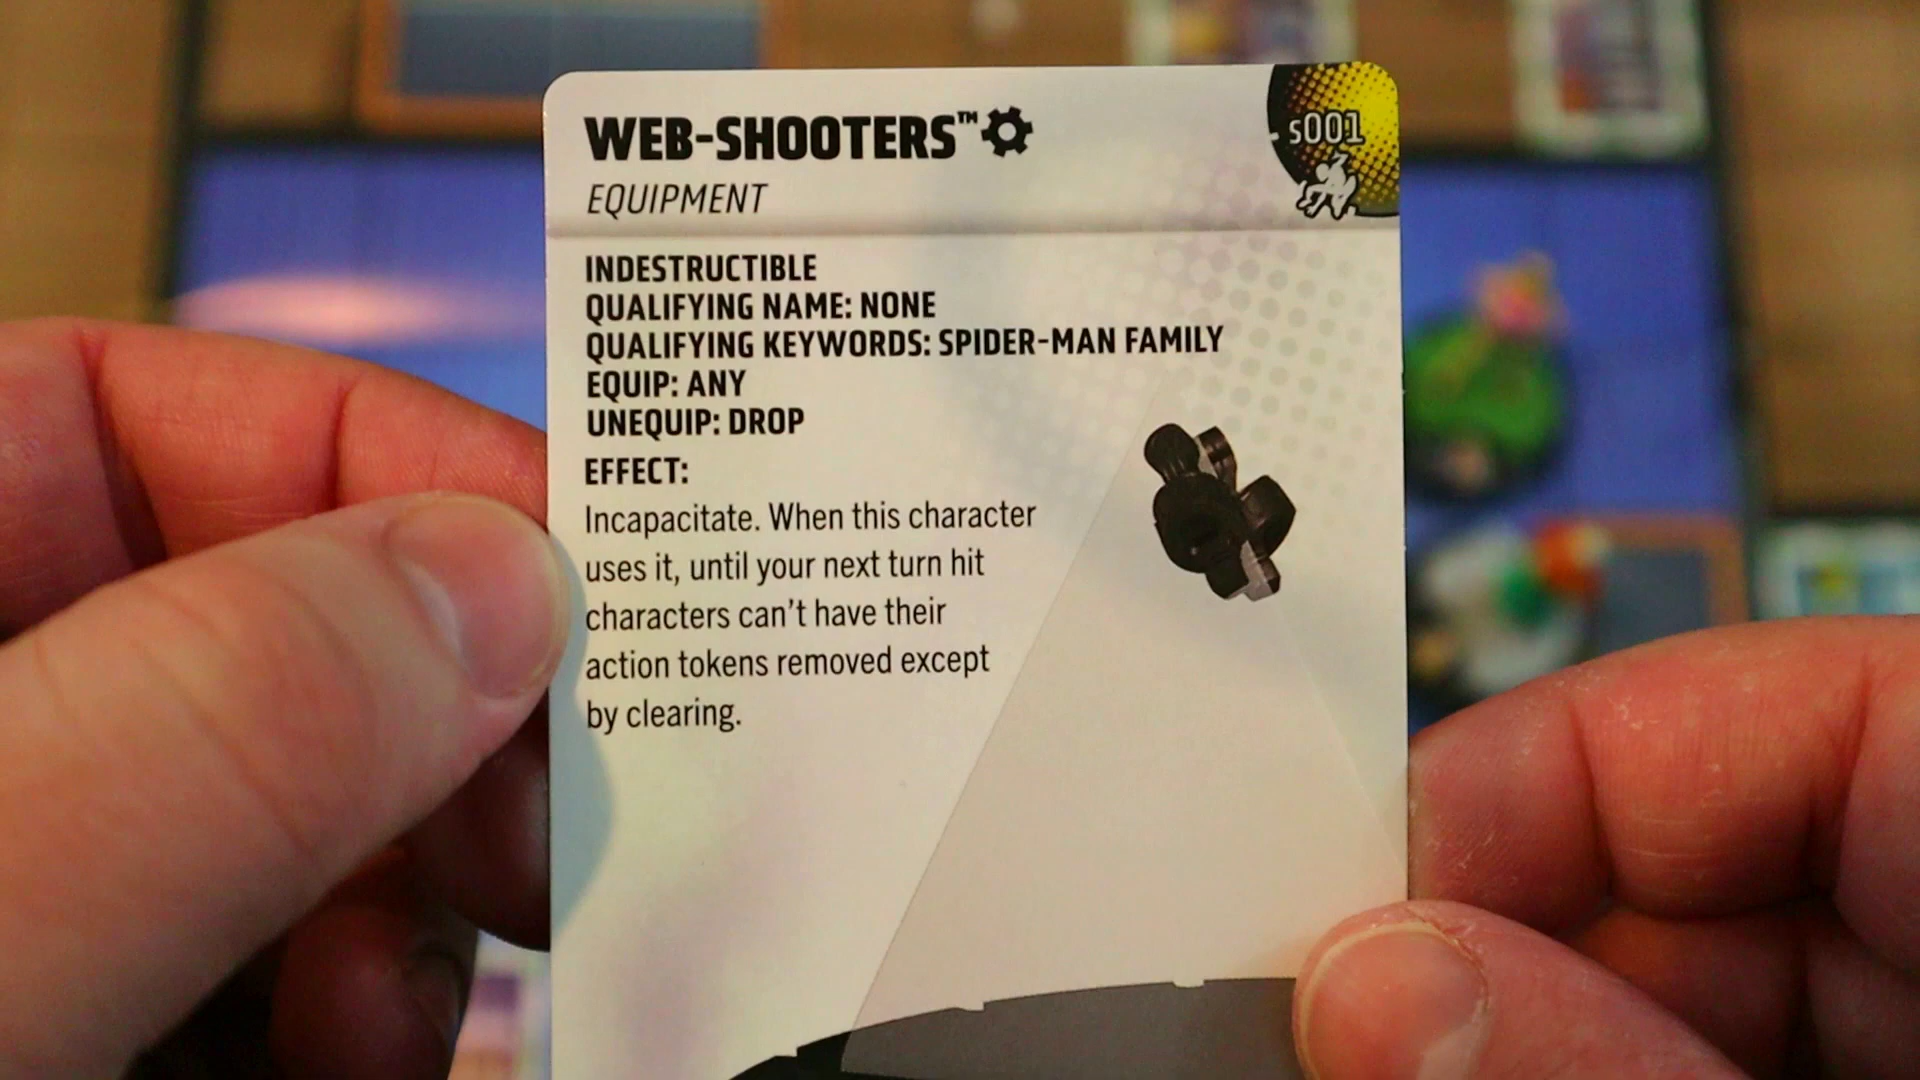 WEB-SHOOTERS™
s001
EQUIPMENT
INDESTRUCTIBLE
QUALIFYING NAME: NONE
QUALIFYING KEYWORDS: SPIDER-MAN FAMILY
EQUIP: ANY
UNEQUIP: DROP
EFFECT:
Incapacitate. When this character
uses it, until your next turn hit
characters can't have their
action tokens removed except
by clearing.